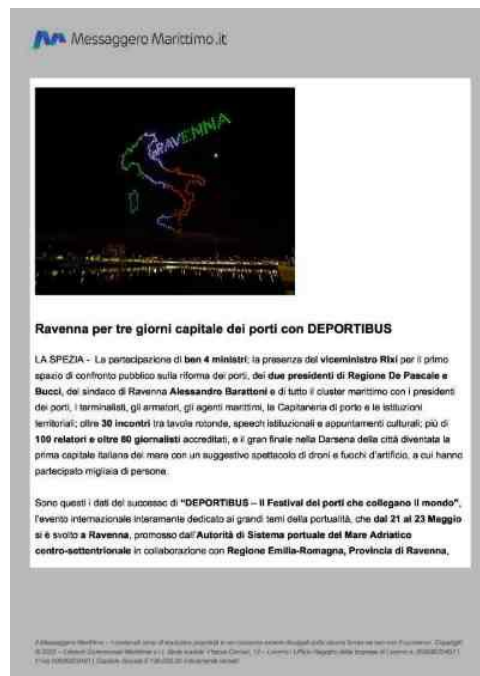 Messaggero Marittimo.it
RAVENNA
Ravenna per tre giorni capitale dei porti con DEPORTIBUS
LA SPEZIA - La partecipazione di ben 4 ministri; la presenza del viceministro Rixi per il primo
spazio di confronto pubblico sulla riforma dei porti, dei due presidenti di Regione De Pascale e
Bucci, del sindaco di Ravenna Alessandro Barattoni e di tutto il cluster marittimo con i presidenti
dei porti, i terminalisti, gli armatori, gli agenti marittimi, la Capitaneria di porto e le istituzioni
territoriali; oltre 30 incontri tra tavole rotonde, speech istituzionali e appuntamenti culturali; più di
100 relatori e oltre 80 giornalisti accreditati, e il gran finale nella Darsena della città diventata la
prima capitale italiana del mare con un suggestivo spettacolo di droni e fuochi d'artificio, a cui hanno
partecipato migliaia di persone.
Sono questi i dati del successo di "DEPORTIBUS – Il Festival dei porti che collegano il mondo",
l'evento internazionale interamente dedicato ai grandi temi della portualità, che dal 21 al 23 Maggio
si è svolto a Ravenna, promosso dall'Autorità di Sistema portuale del Mare Adriatico
centro-settentrionale in collaborazione con Regione Emilia-Romagna, Provincia di Ravenna,